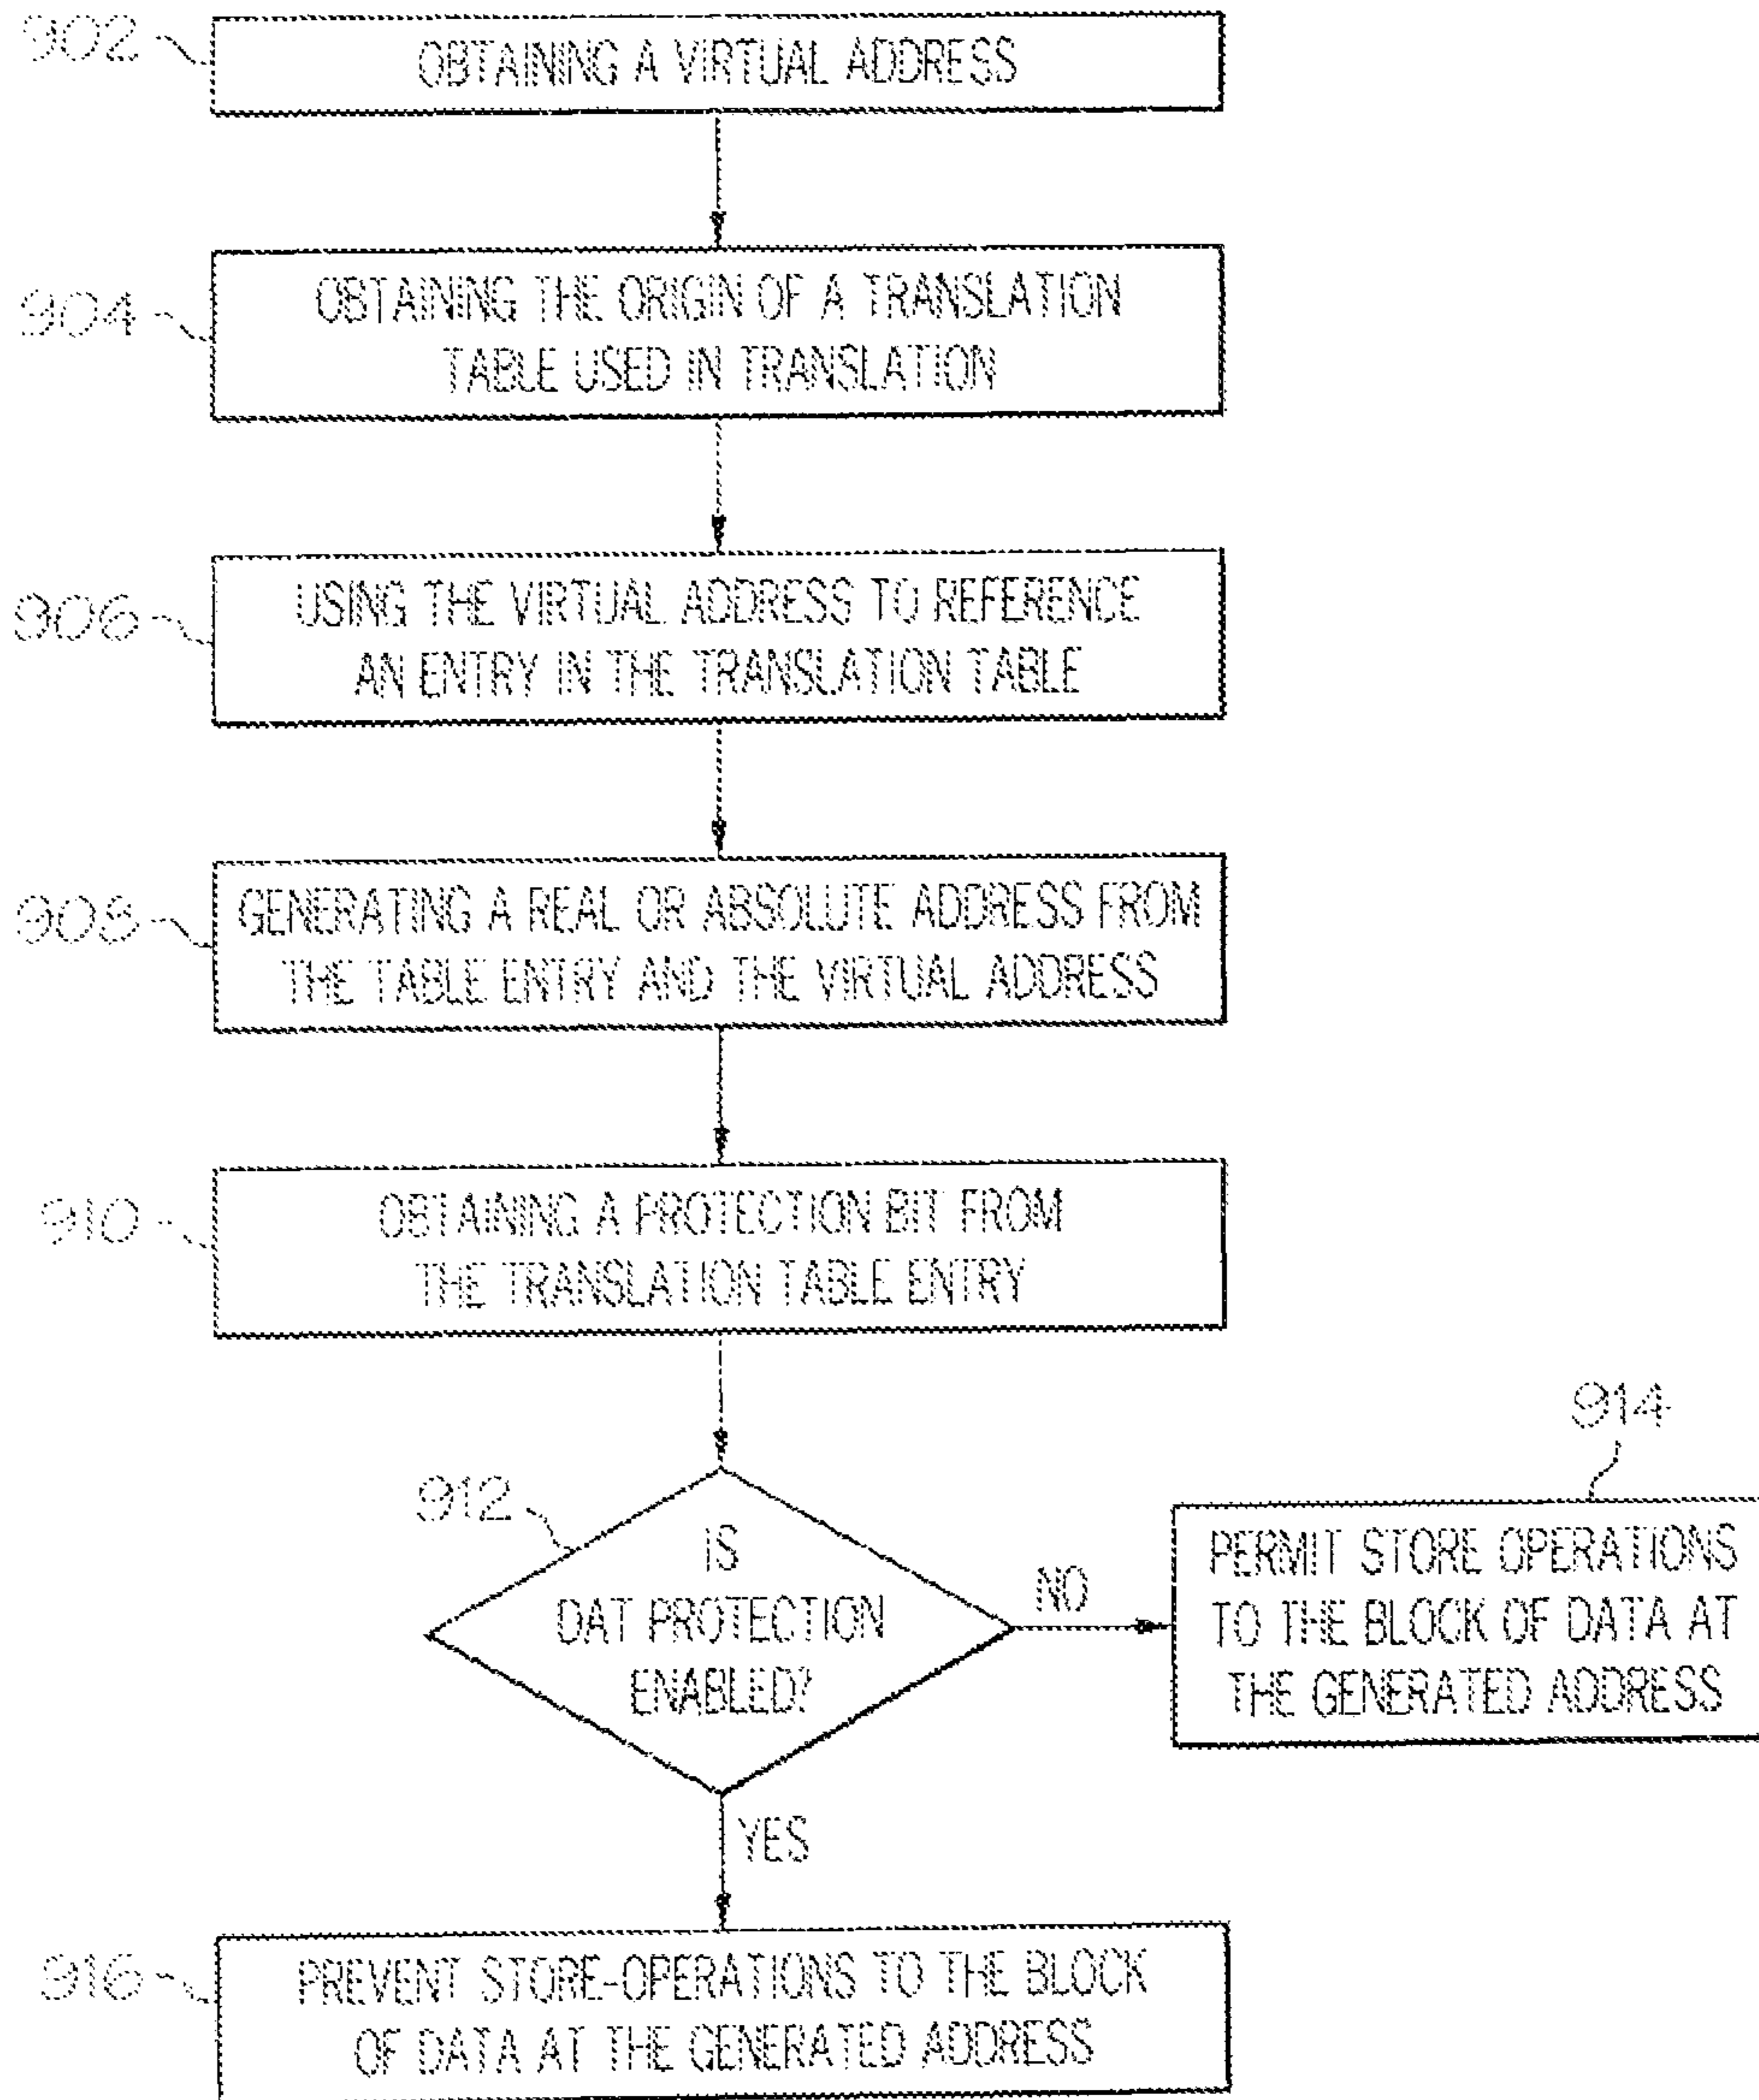 902
OBTAINING A VIRTUAL ADDRESS
904
OBTAINING THE ORIGIN OF A TRANSLATION
TABLE USED IN TRANSLATION
906
USING THE VIRTUAL ADDRESS TO REFERENCE
AN ENTRY IN THE TRANSLATION TABLE
908
GENERATING A REAL OR ABSOLUTE ADDRESS FROM
THE TABLE ENTRY AND THE VIRTUAL ADDRESS
910
OBTAINING A PROTECTION BIT FROM
THE TRANSLATION TABLE ENTRY
912
IS
DAT PROTECTION
ENABLED?
NO
914
PERMIT STORE OPERATIONS
TO THE BLOCK OF DATA AT
THE GENERATED ADDRESS
YES
916
PREVENT STORE-OPERATIONS TO THE BLOCK
OF DATA AT THE GENERATED ADDRESS